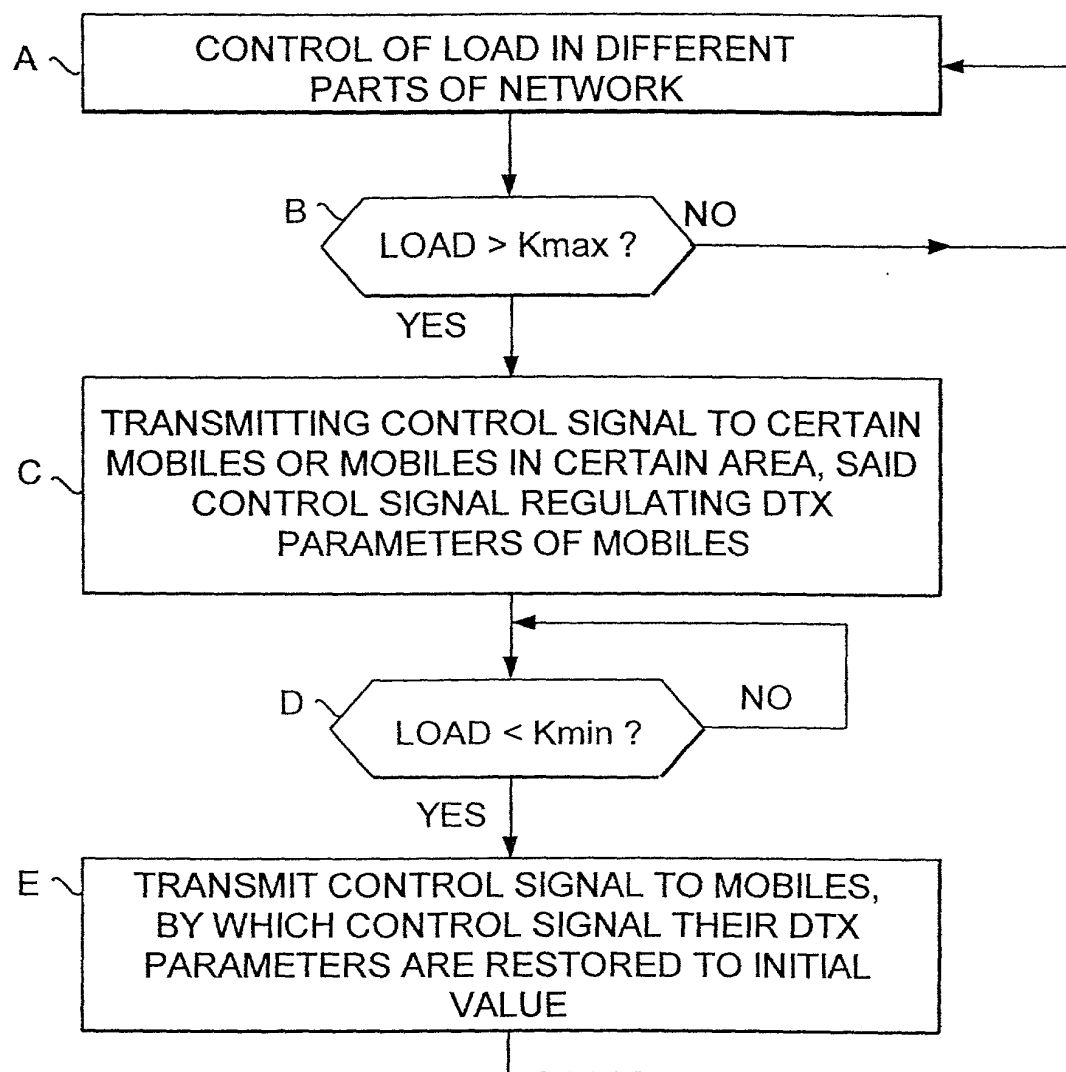 A
CONTROL OF LOAD IN DIFFERENT
PARTS OF NETWORK
B
LOAD > Kmax ?
NO
YES
C
TRANSMITTING CONTROL SIGNAL TO CERTAIN
MOBILES OR MOBILES IN CERTAIN AREA, SAID
CONTROL SIGNAL REGULATING DTX
PARAMETERS OF MOBILES
D
LOAD < Kmin ?
NO
YES
E
TRANSMIT CONTROL SIGNAL TO MOBILES,
BY WHICH CONTROL SIGNAL THEIR DTX
PARAMETERS ARE RESTORED TO INITIAL
VALUE